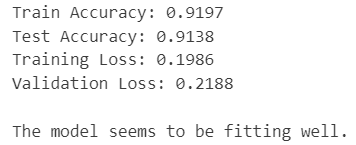 Train Accuracy: 0.9197
Test Accuracy: 0.9138
Training Loss: 0.1986
Validation Loss: 0.2188
The model seems to be fitting well.